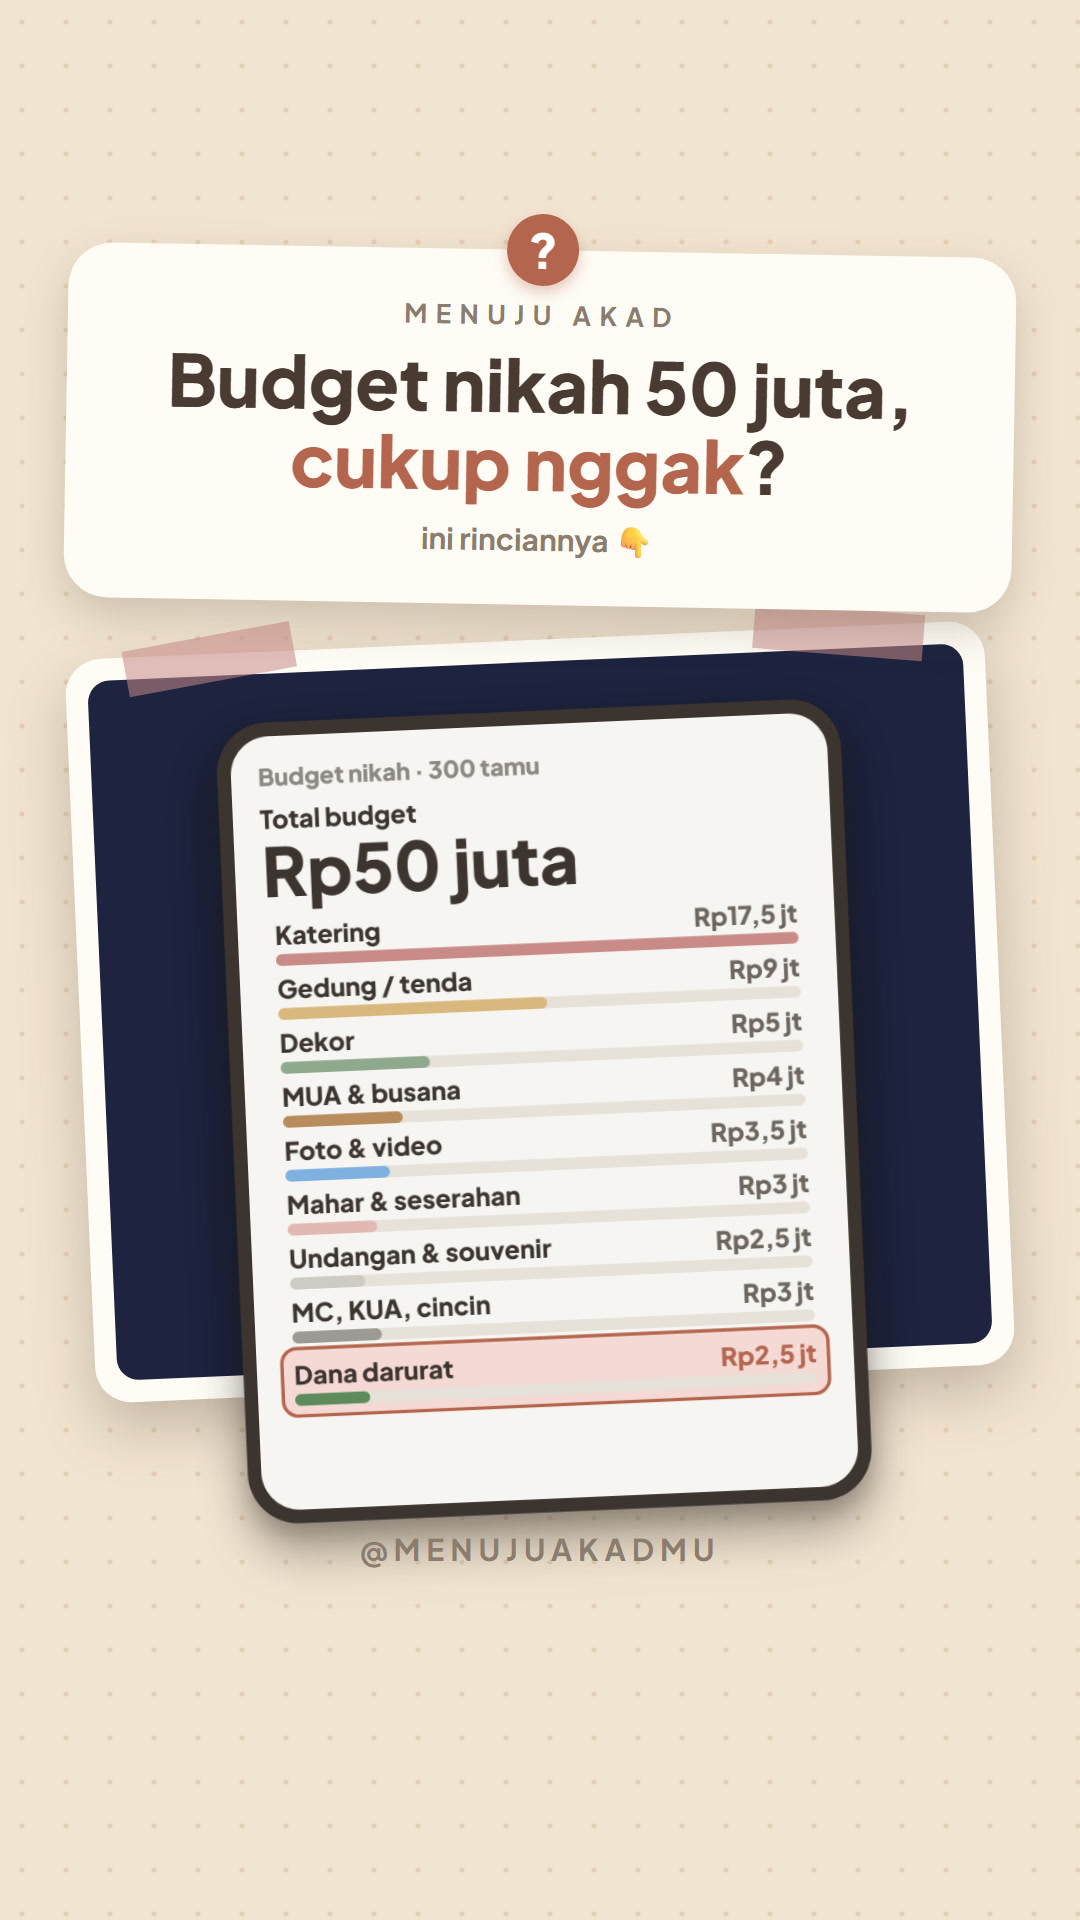 ?
MENUJU AKAD
Budget nikah 50 juta,
cukup nggak?
ini rinciannya 👇
Budget nikah · 300 tamu
Total budget
Rp50 juta
Katering Rp17,5 jt
Gedung / tenda Rp9 jt
Dekor Rp5 jt
MUA & busana Rp4 jt
Foto & video Rp3,5 jt
Mahar & seserahan Rp3 jt
Undangan & souvenir Rp2,5 jt
MC, KUA, cincin Rp3 jt
Dana darurat Rp2,5 jt
@MENUJUAKADMU